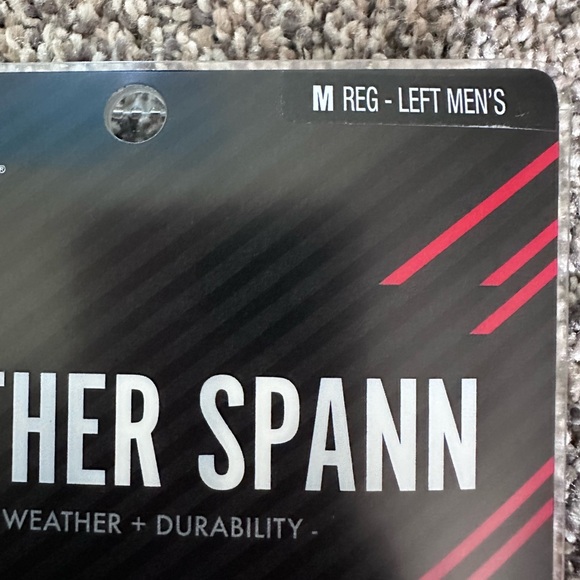 M REG - LEFT MEN'S
®
THER SPANN
WEATHER + DURABILITY -